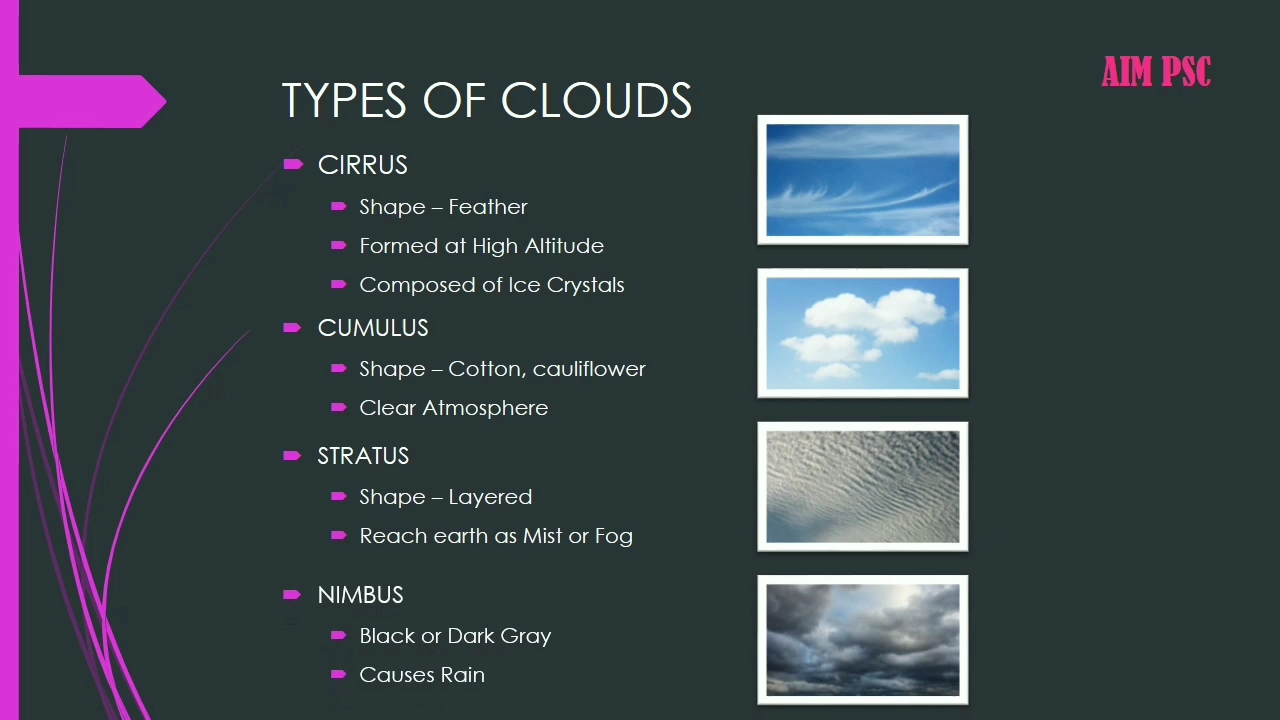 AIM PSC
TYPES OF CLOUDS
CIRRUS
Shape – Feather
Formed at High Altitude
Composed of Ice Crystals
CUMULUS
Shape – Cotton, cauliflower
Clear Atmosphere
STRATUS
Shape – Layered
Reach earth as Mist or Fog
NIMBUS
Black or Dark Gray
Causes Rain